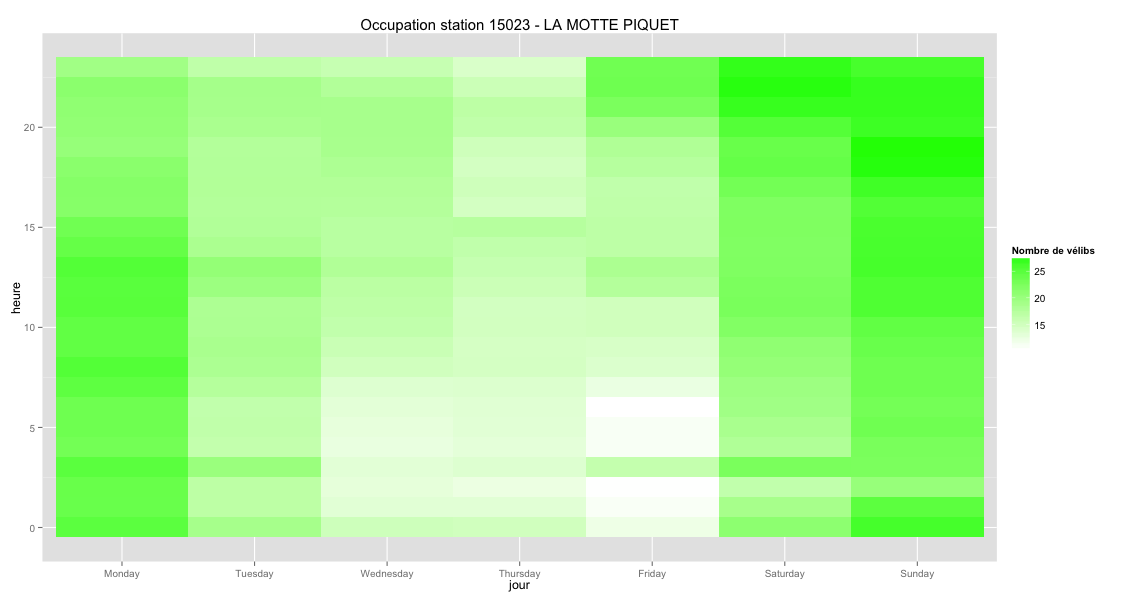 Occupation station 15023 - LA MOTTE PIQUET
heure
20
15
10
5
0
Monday Tuesday Wednesday Thursday Friday Saturday Sunday
jour
Nombre de vélibs
25
20
15